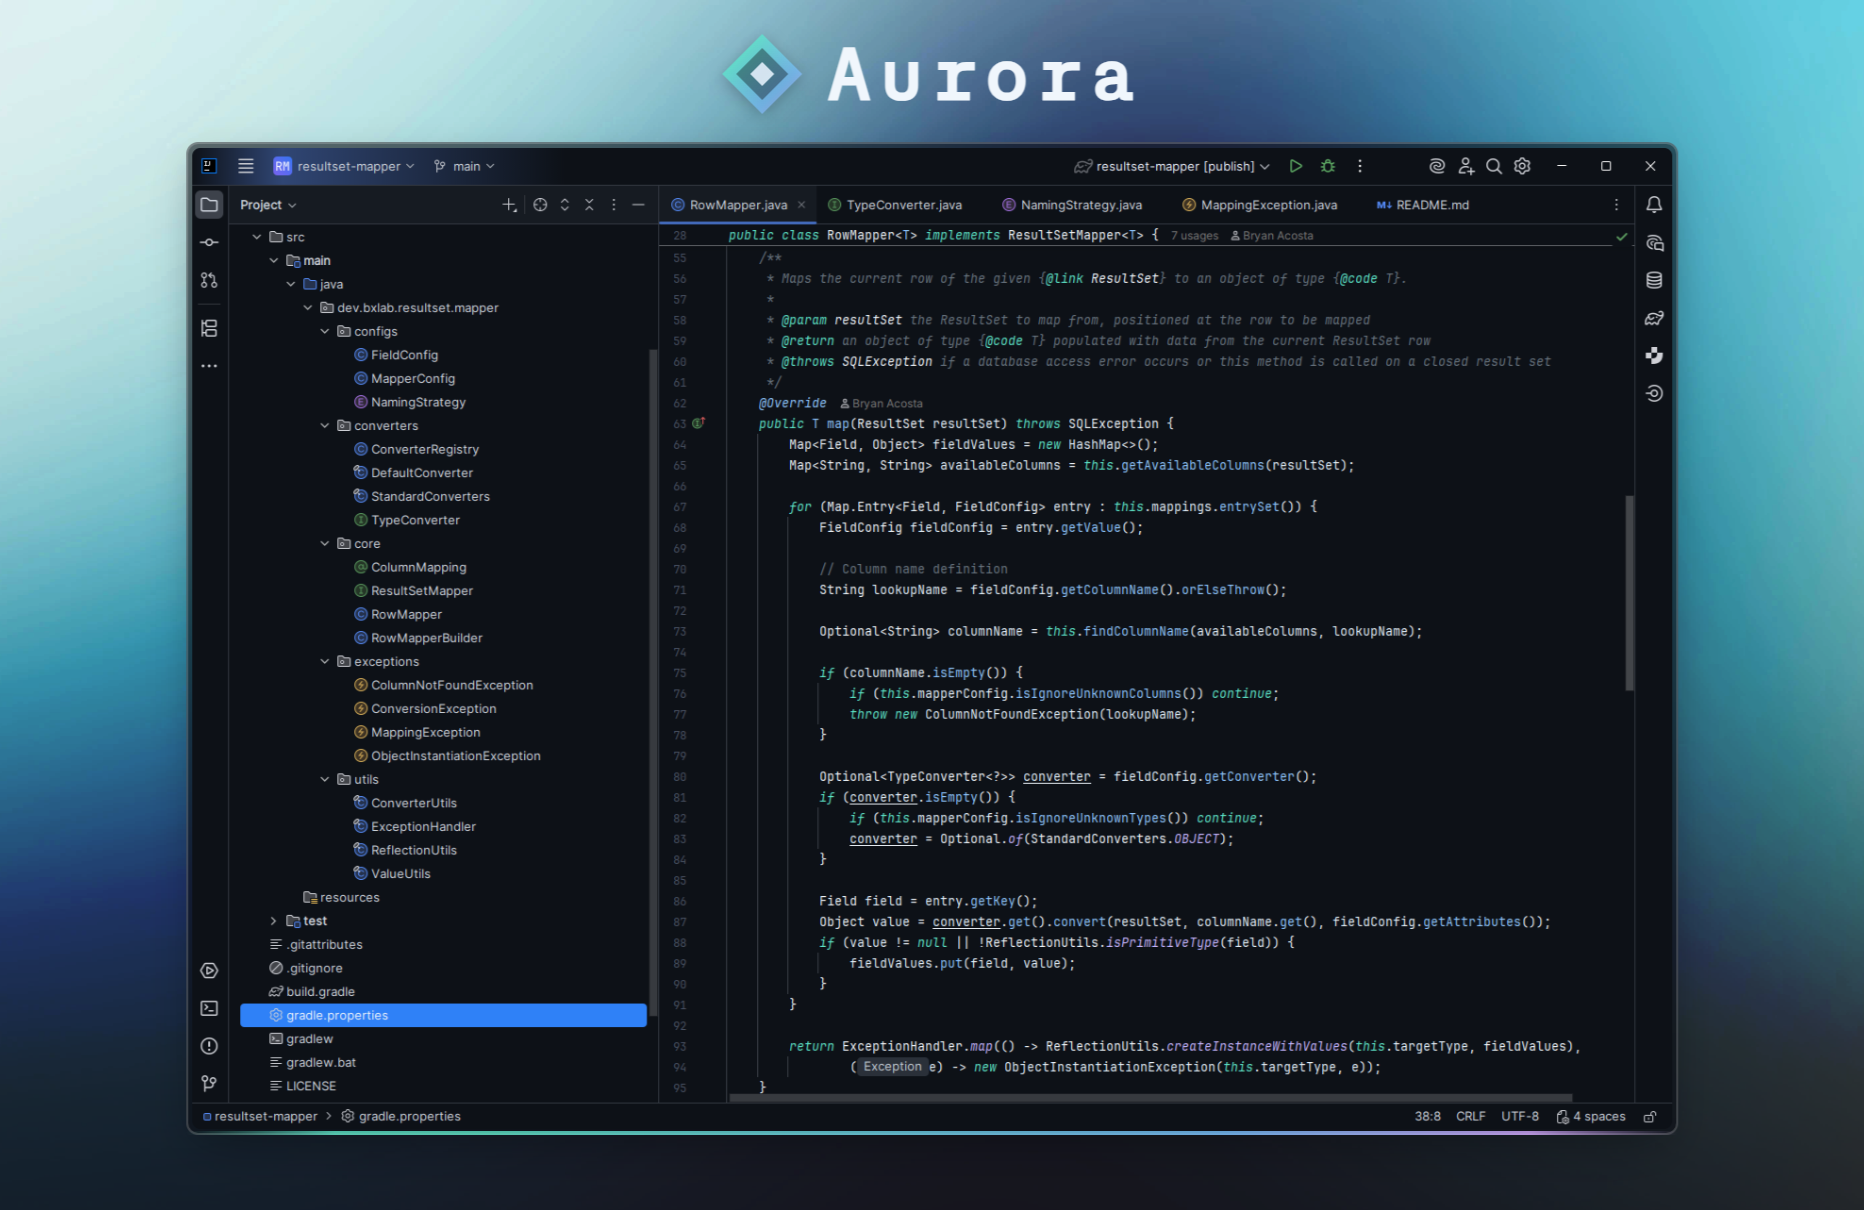 Aurora
RM resultset-mapper main resultset-mapper [publish]
Project
RowMapper.java TypeConverter.java NamingStrategy.java MappingException.java README.md
src
main
java
dev.bxlab.resultset.mapper
configs
FieldConfig
MapperConfig
NamingStrategy
converters
ConverterRegistry
DefaultConverter
StandardConverters
TypeConverter
core
ColumnMapping
ResultSetMapper
RowMapper
RowMapperBuilder
exceptions
ColumnNotFoundException
ConversionException
MappingException
ObjectInstantiationException
utils
ConverterUtils
ExceptionHandler
ReflectionUtils
ValueUtils
resources
test
.gitattributes
.gitignore
build.gradle
gradle.properties
gradlew
gradlew.bat
LICENSE
28 public class RowMapper<T> implements ResultSetMapper<T> { 7 usages Bryan Acosta
55 /**
56 * Maps the current row of the given {@link ResultSet} to an object of type {@code T}.
57 *
58 * @param resultSet the ResultSet to map from, positioned at the row to be mapped
59 * @return an object of type {@code T} populated with data from the current ResultSet row
60 * @throws SQLException if a database access error occurs or this method is called on a closed result set
61 */
62 @Override Bryan Acosta
63 public T map(ResultSet resultSet) throws SQLException {
64 Map<Field, Object> fieldValues = new HashMap<>();
65 Map<String, String> availableColumns = this.getAvailableColumns(resultSet);
66
67 for (Map.Entry<Field, FieldConfig> entry : this.mappings.entrySet()) {
68 FieldConfig fieldConfig = entry.getValue();
69
70 // Column name definition
71 String lookupName = fieldConfig.getColumnName().orElseThrow();
72
73 Optional<String> columnName = this.findColumnName(availableColumns, lookupName);
74
75 if (columnName.isEmpty()) {
76 if (this.mapperConfig.isIgnoreUnknownColumns()) continue;
77 throw new ColumnNotFoundException(lookupName);
78 }
79
80 Optional<TypeConverter<?>> converter = fieldConfig.getConverter();
81 if (converter.isEmpty()) {
82 if (this.mapperConfig.isIgnoreUnknownTypes()) continue;
83 converter = Optional.of(StandardConverters.OBJECT);
84 }
85
86 Field field = entry.getKey();
87 Object value = converter.get().convert(resultSet, columnName.get(), fieldConfig.getAttributes());
88 if (value != null || !ReflectionUtils.isPrimitiveType(field)) {
89 fieldValues.put(field, value);
90 }
91 }
92
93 return ExceptionHandler.map(() -> ReflectionUtils.createInstanceWithValues(this.targetType, fieldValues),
94 (Exception e) -> new ObjectInstantiationException(this.targetType, e));
95 }
resultset-mapper > gradle.properties 38:8 CRLF UTF-8 4 spaces